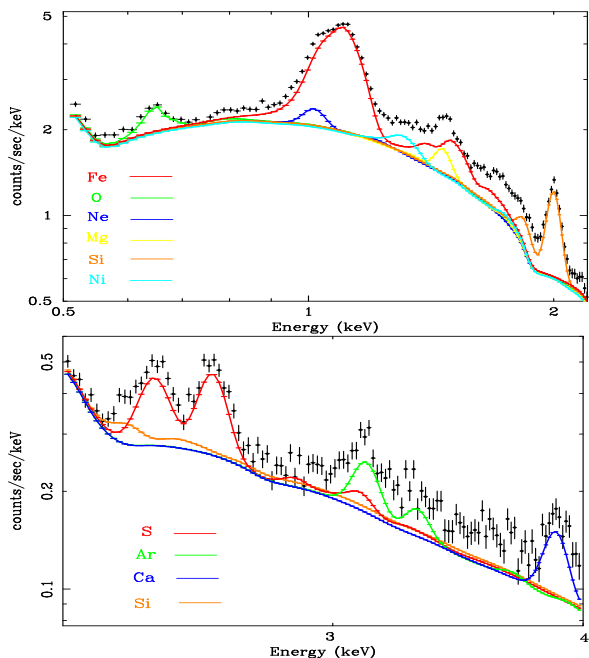 5
2
1
0.5
counts/sec/keV
Fe
O
Ne
Mg
Si
Ni
0.5
1
2
Energy (keV)
0.5
0.2
0.1
counts/sec/keV
S
Ar
Ca
Si
3
4
Energy (keV)